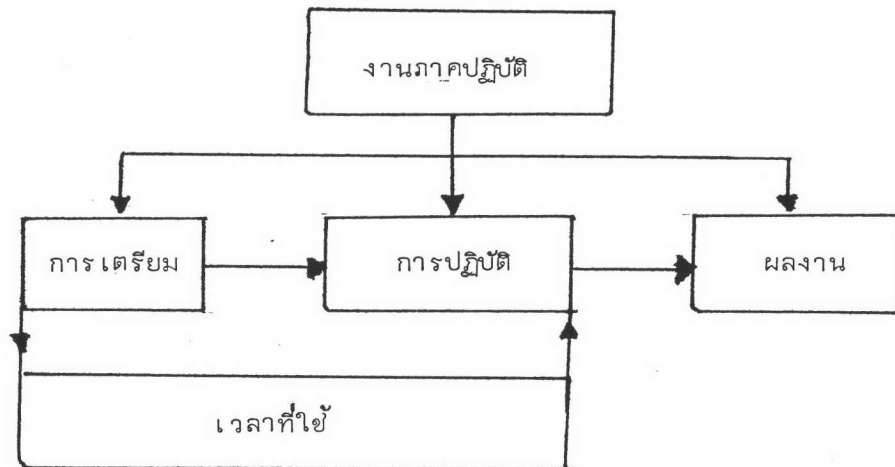 งานภาคปฏิบัติ
การเตรียม
การปฏิบัติ
ผลงาน
เวลาที่ใช้